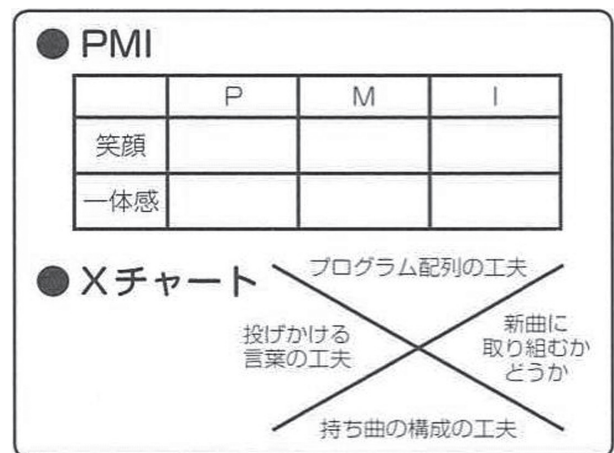 ● PMI
P M I
笑顔
一体感
● Xチャート
プログラム配列の工夫
投げかける
言葉の工夫
新曲に
取り組むか
どうか
持ち曲の構成の工夫